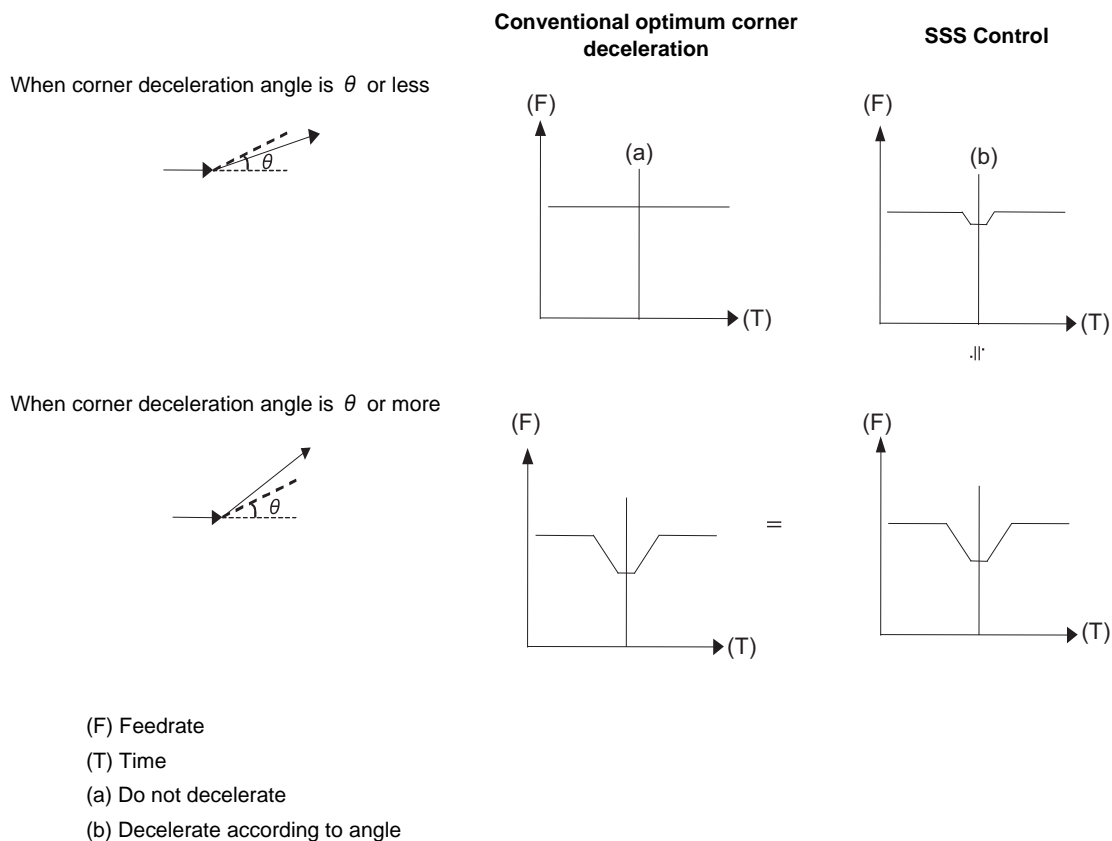 Conventional optimum corner
deceleration
SSS Control
When corner deceleration angle is θ or less
θ
(F)
(a)
(T)
(F)
(b)
(T)
When corner deceleration angle is θ or more
θ
(F)
(T)
=
(F)
(T)
(F) Feedrate
(T) Time
(a) Do not decelerate
(b) Decelerate according to angle